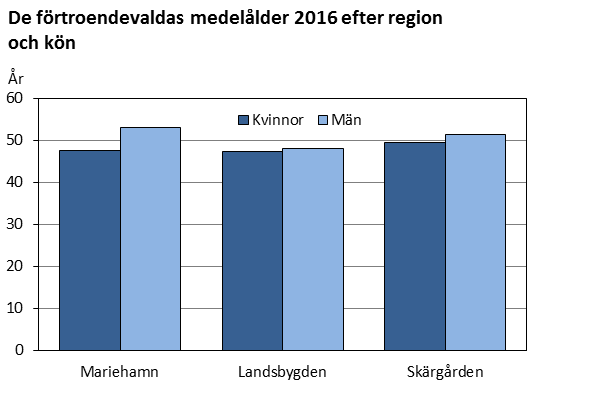 De förtroendevaldas medelålder 2016 efter region
och kön
År
60
50
40
30
20
10
0
Kvinnor Män
Mariehamn Landsbygden Skärgården